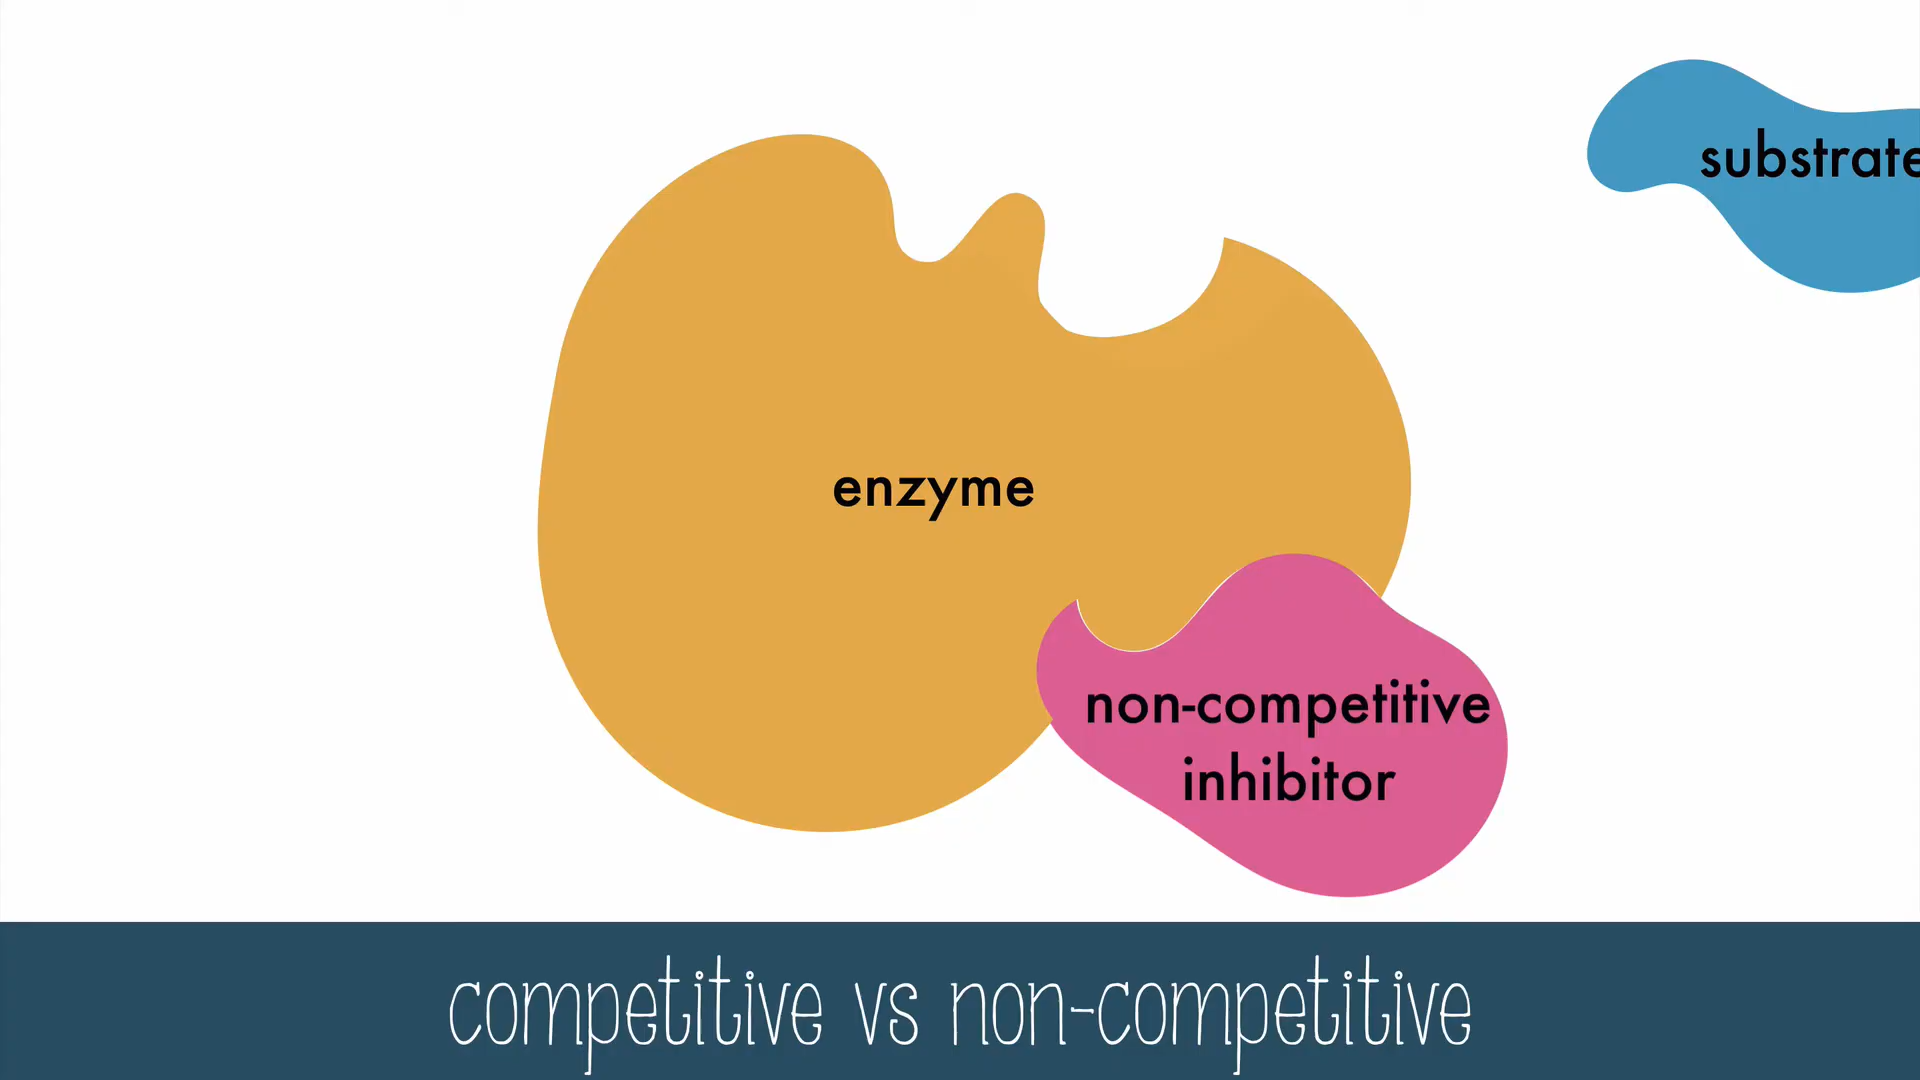 substrate
enzyme
non-competitive
inhibitor
competitive vs non-competitive